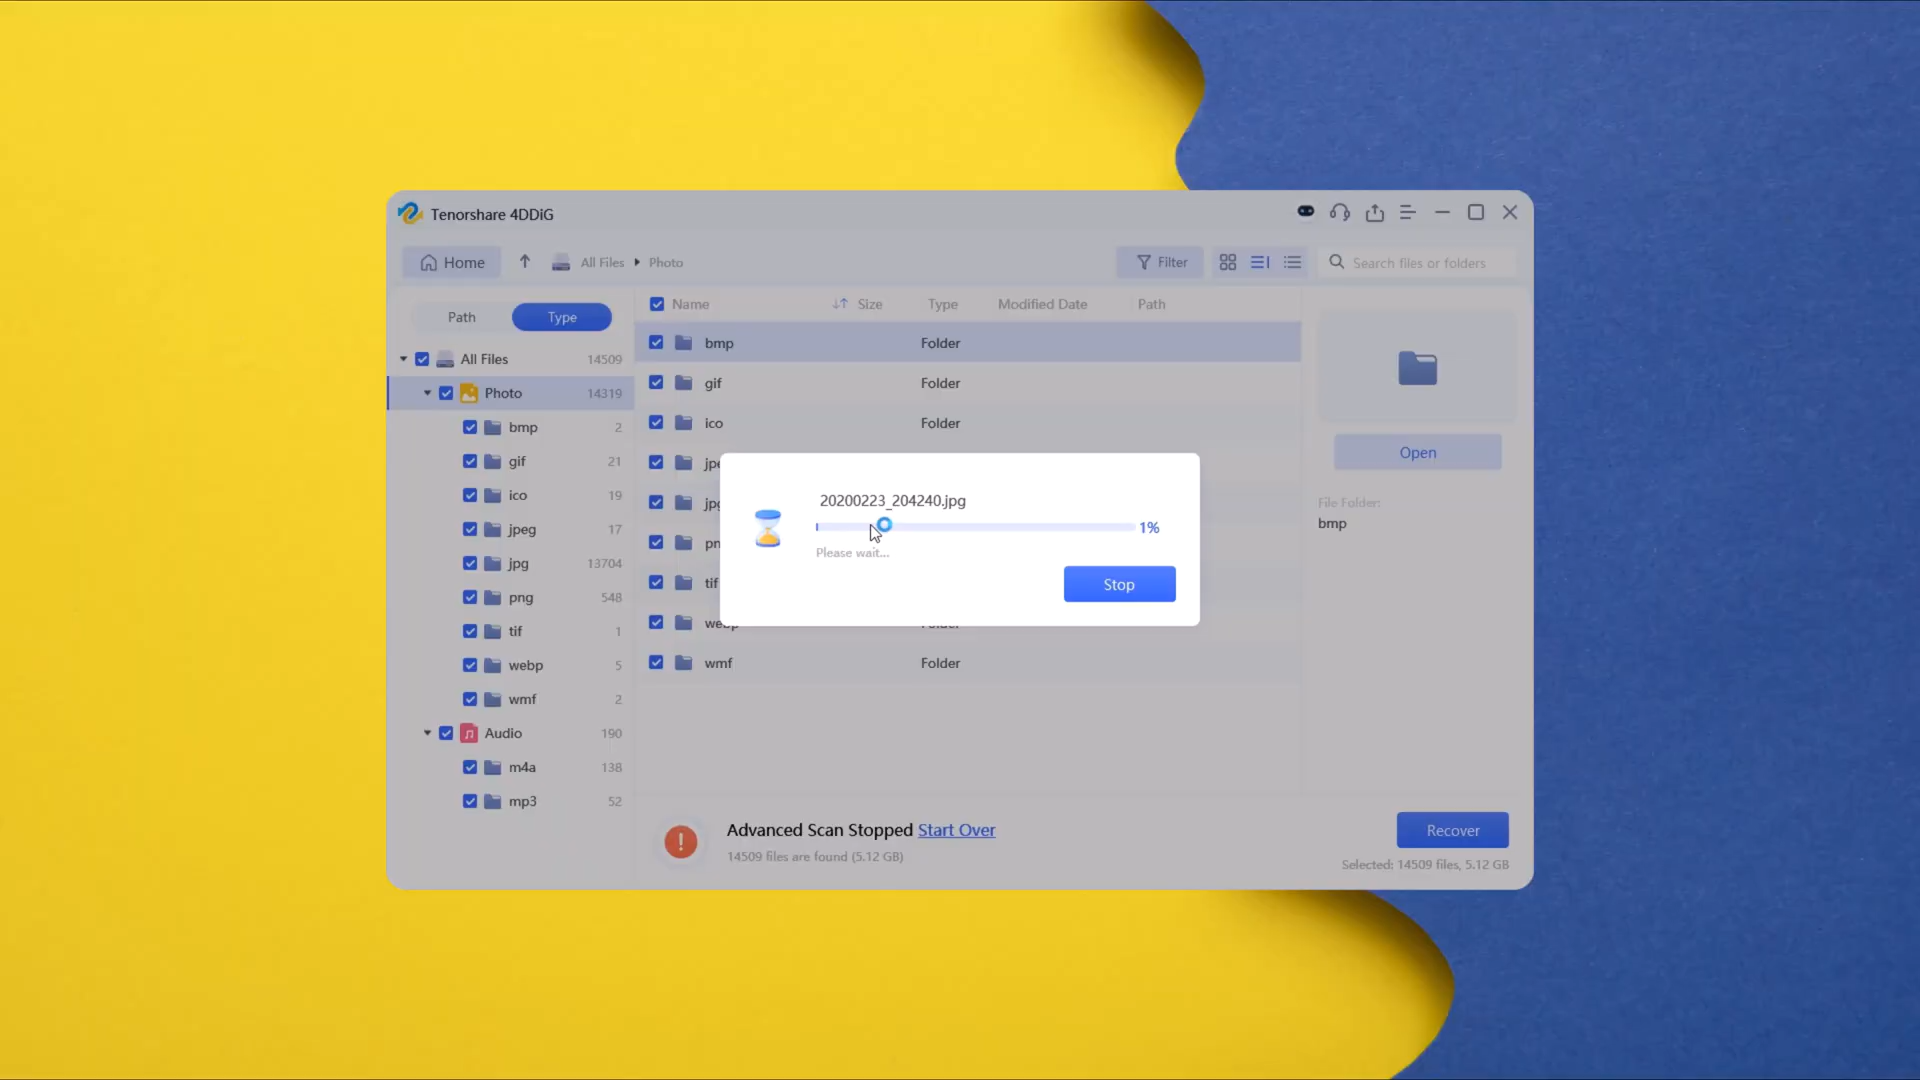 Tenorshare 4DDiG
Home
All Files
Photo
Filter
Search files or folders
Path
Type
All Files 14509
Photo 14319
bmp 2
gif 21
ico 19
jpeg 17
jpg 13704
png 548
tif 1
webp 5
wmf 2
Audio 190
m4a 138
mp3 52
Name Size Type Modified Date Path
bmp Folder
gif Folder
ico Folder
tif
wmf Folder
20200223_204240.jpg
1%
Please wait...
Stop
Open
File Folder:
bmp
Advanced Scan Stopped Start Over
14509 files are found (5.12 GB)
Recover
Selected: 14509 files, 5.12 GB